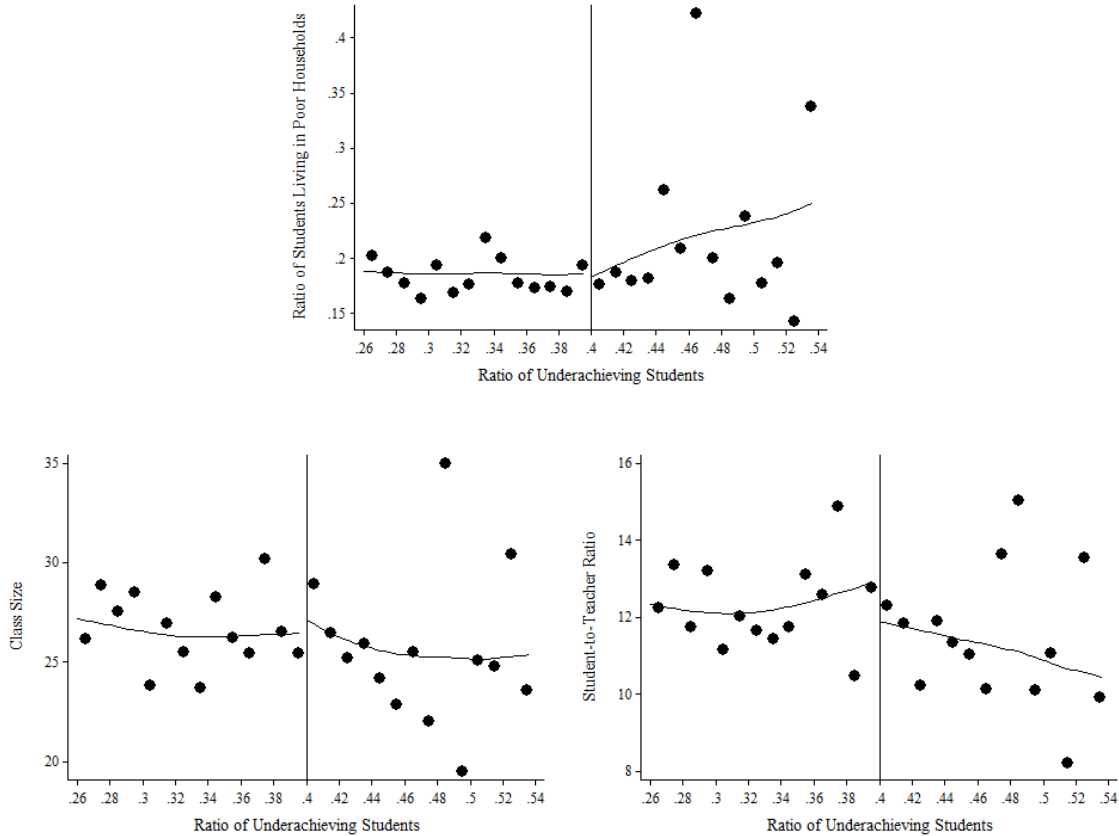 Ratio of Students Living in Poor Households
.4
.35
.3
.25
.2
.15
.26 .28 .3 .32 .34 .36 .38 .4 .42 .44 .46 .48 .5 .52 .54
Ratio of Underachieving Students
Class Size
35
30
25
20
.26 .28 .3 .32 .34 .36 .38 .4 .42 .44 .46 .48 .5 .52 .54
Ratio of Underachieving Students
Student-to-Teacher Ratio
16
14
12
10
8
.26 .28 .3 .32 .34 .36 .38 .4 .42 .44 .46 .48 .5 .52 .54
Ratio of Underachieving Students